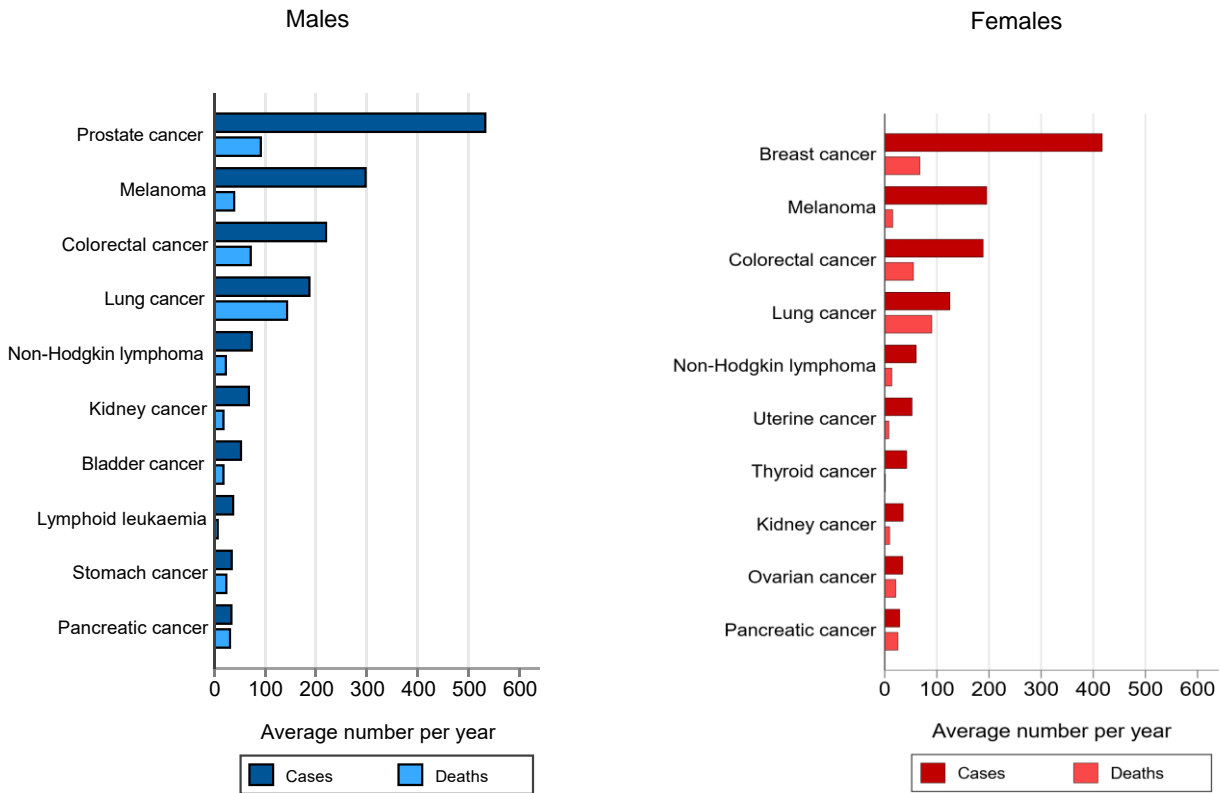 Males
Prostate cancer
Melanoma
Colorectal cancer
Lung cancer
Non-Hodgkin lymphoma
Kidney cancer
Bladder cancer
Lymphoid leukaemia
Stomach cancer
Pancreatic cancer
0 100 200 300 400 500 600
Average number per year
Cases Deaths
Females
Breast cancer
Melanoma
Colorectal cancer
Lung cancer
Non-Hodgkin lymphoma
Uterine cancer
Thyroid cancer
Kidney cancer
Ovarian cancer
Pancreatic cancer
0 100 200 300 400 500 600
Average number per year
Cases Deaths